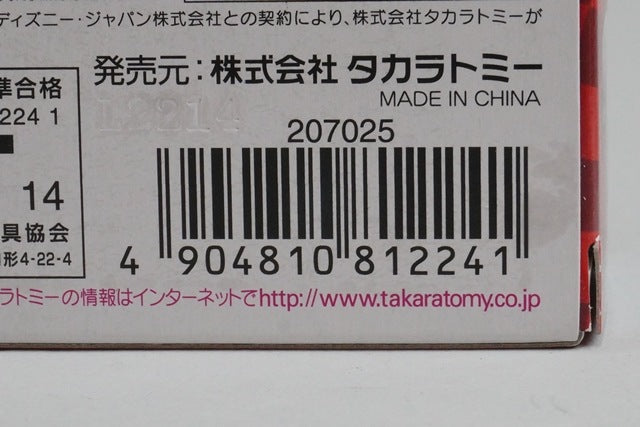 ディズニー・ジャパン株式会社との契約により、株式会社タカラトミーが
発売元：株式会社 タカラトミー
MADE IN CHINA
準合格
224 1
12214
207025
14
具協会
形4-22-4
4 904810 812241
ラトミーの情報はインターネットでhttp://www.takaratomy.co.jp